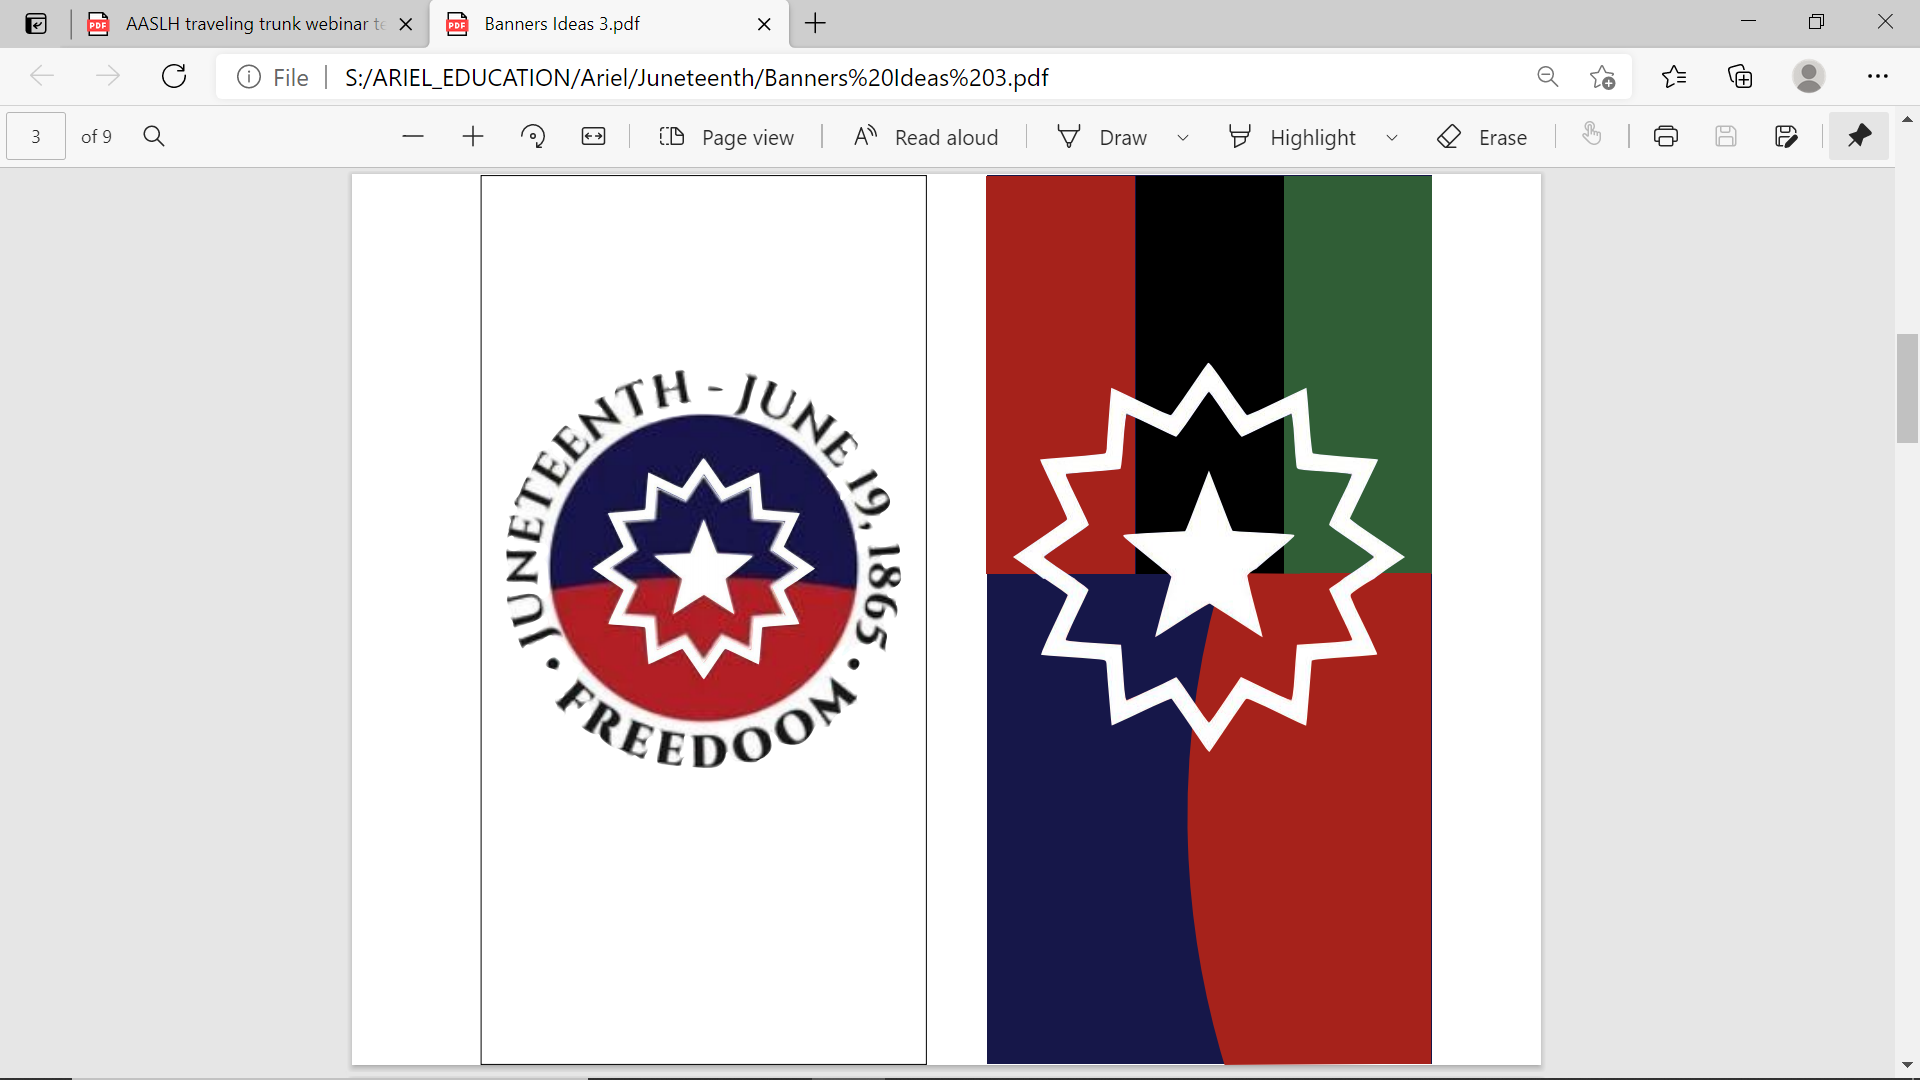 AASLH traveling trunk webinar te
Banners Ideas 3.pdf
File
S:/ARIEL_EDUCATION/Ariel/Juneteenth/Banners%20Ideas%203.pdf
3 of 9
Page view
Read aloud
Draw
Highlight
Erase
JUNETEENTH - JUNE 19, 1865 •
FREEDOOM •